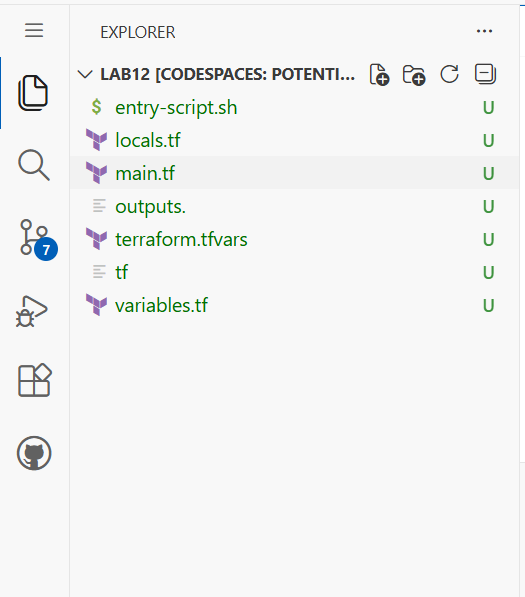 EXPLORER
LAB12 [CODESPACES: POTENTI...
$ entry-script.sh U
locals.tf U
main.tf U
outputs. U
terraform.tfvars U
tf U
variables.tf U
7